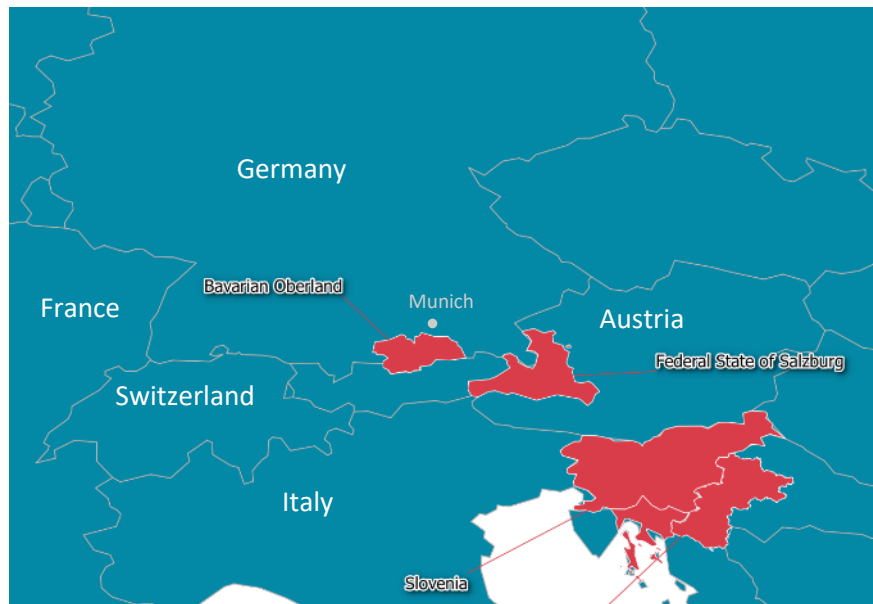 Germany
Bavarian Oberland
Munich
France
Austria
Federal State of Salzburg
Switzerland
Italy
Slovenia